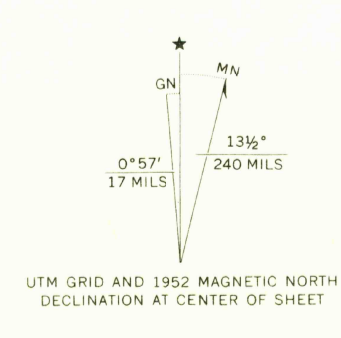 ★
MN
GN
13½°
240 MILS
0°57′
17 MILS
UTM GRID AND 1952 MAGNETIC NORTH
DECLINATION AT CENTER OF SHEET